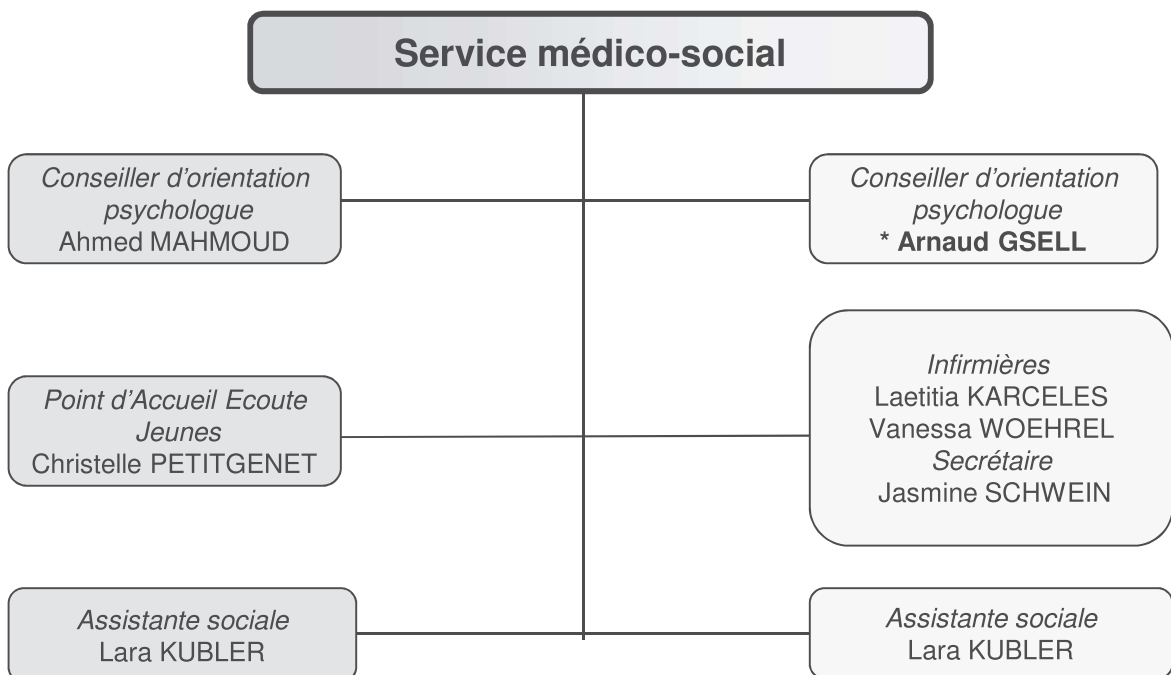 Service médico-social
Conseiller d’orientation
psychologue
Ahmed MAHMOUD
Conseiller d’orientation
psychologue
* Arnaud GSELL
Point d’Accueil Ecoute
Jeunes
Christelle PETITGENET
Infirmières
Laetitia KARCELES
Vanessa WOEHREL
Secrétaire
Jasmine SCHWEIN
Assistante sociale
Lara KUBLER
Assistante sociale
Lara KUBLER